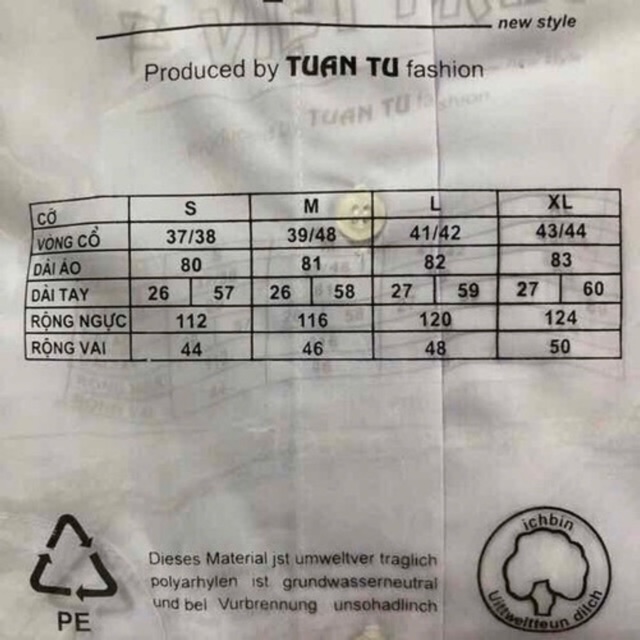 new style
Produced by TUAN TU fashion
CỠ S M L XL
VÒNG CỔ 37/38 39/48 41/42 43/44
DÀI ÁO 80 81 82 83
DÀI TAY 26 57 26 58 27 59 27 60
RỘNG NGỰC 112 116 120 124
RỘNG VAI 44 46 48 50
PE
Dieses Material jst umweltver traglich
polyarhylen ist grundwasserneutral
und bei Vurbrennung unsohadlinch
ichbin
Uittweltteun dilch